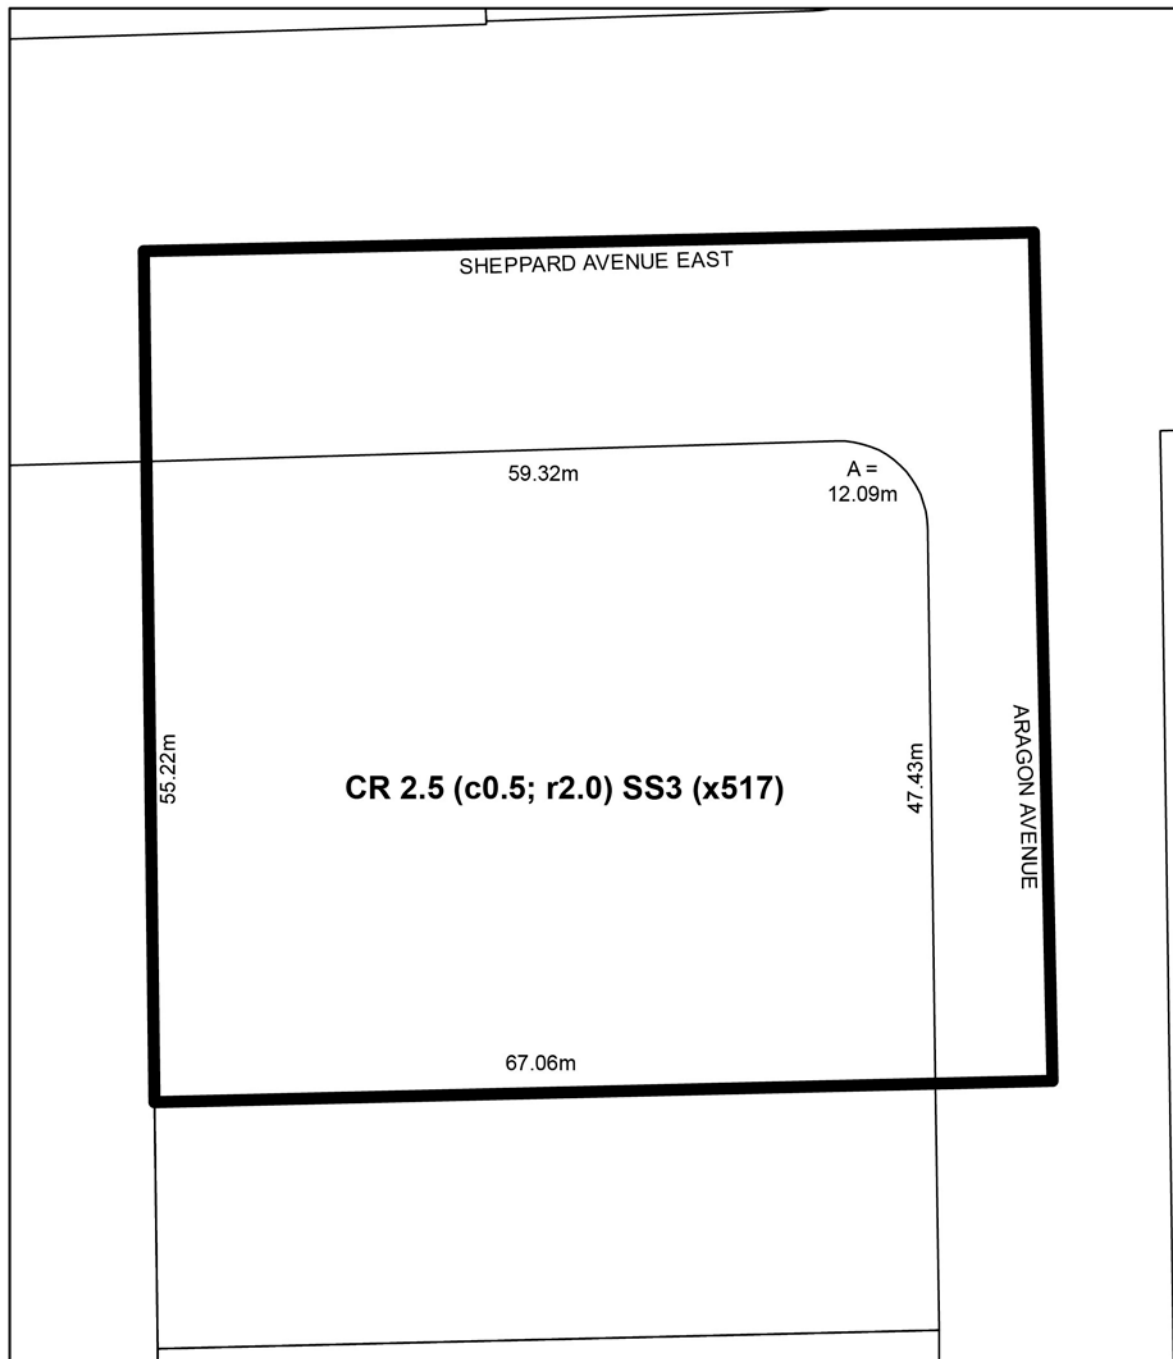 SHEPPARD AVENUE EAST
59.32m
A =
12.09m
ARAGON AVENUE
55.22m
CR 2.5 (c0.5; r2.0) SS3 (x517)
47.43m
67.06m